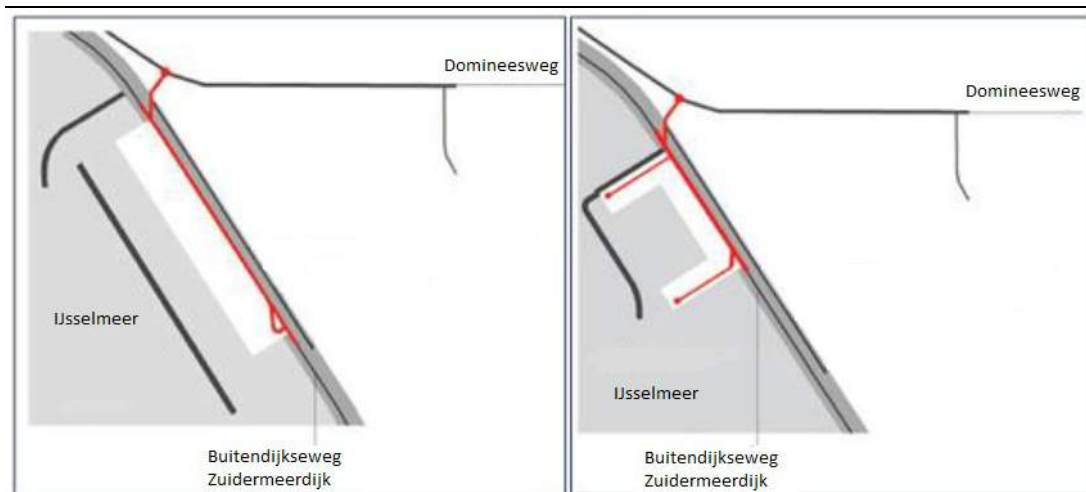 Domineesweg
IJsselmeer
Buitendijkseweg
Zuidermeerdijk
Domineesweg
IJsselmeer
Buitendijkseweg
Zuidermeerdijk